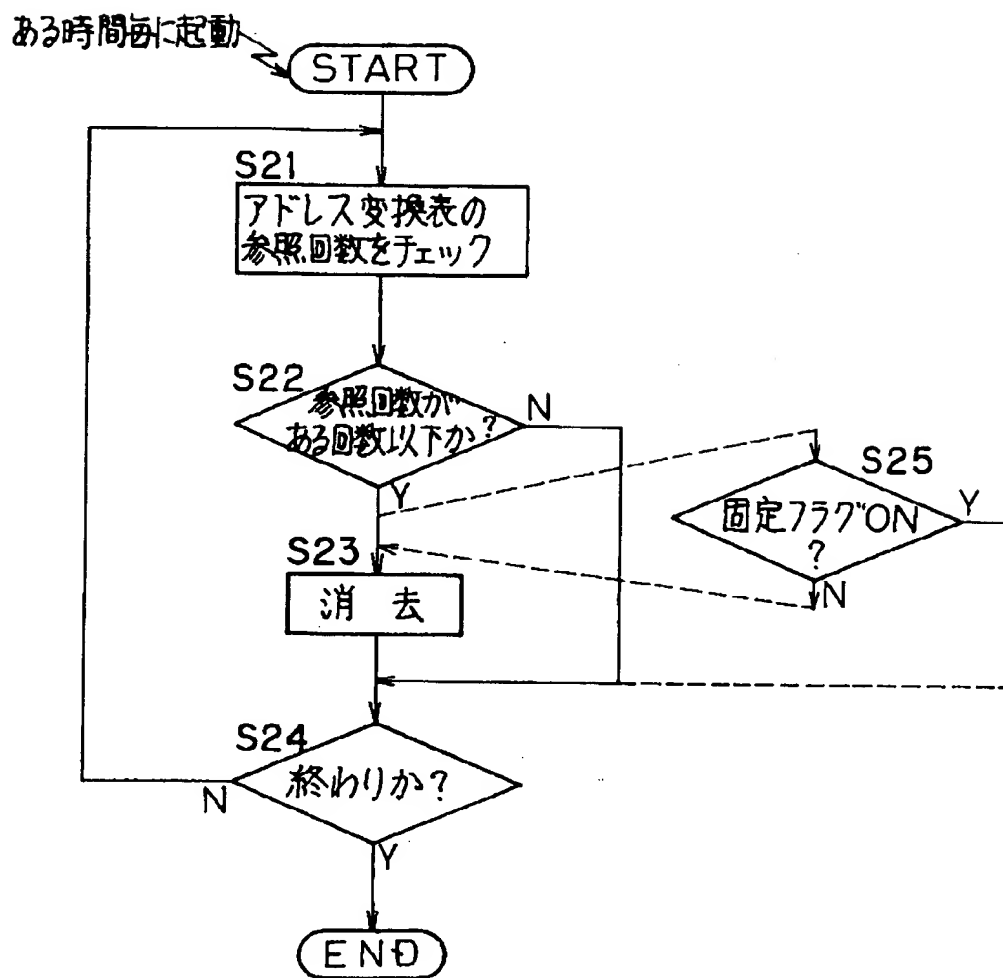 ある時間毎に起動
START
S21
アドレス変換表の
参照回数をチェック
S22
参照回数が
ある回数以下か?
N
Y
S25
固定フラグON
?
Y
N
S23
消去
S24
終わりか?
N
Y
END